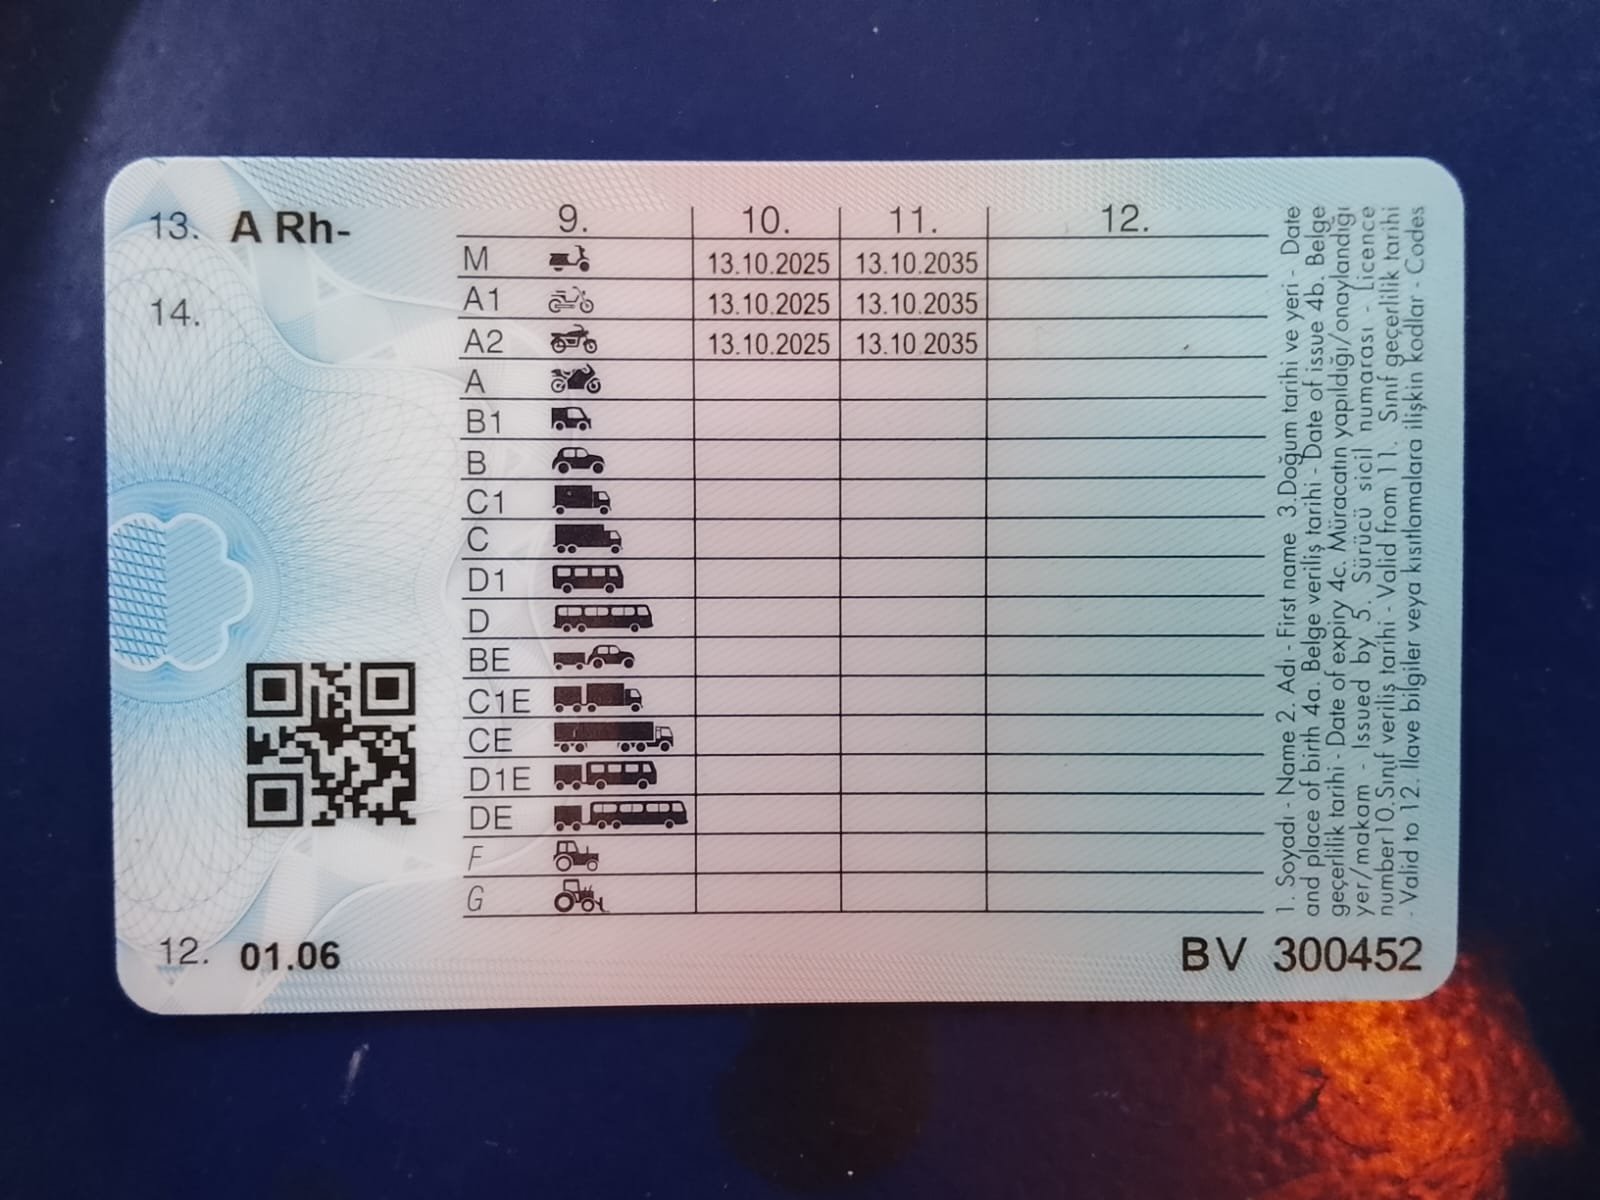 13. A Rh-
14.
9. 10. 11. 12.
M 13.10.2025 13.10.2035
A1 13.10.2025 13.10.2035
A2 13.10.2025 13.10.2035
A
B1
B
C1
C
D1
D
BE
C1E
CE
D1E
DE
F
G
12. 01.06
BV 300452
1. Soyadı - Name 2. Adı - First name 3.Doğum tarihi ve yeri - Date
and place of birth 4a. Belge veriliş tarihi - Date of issue 4b. Belge
geçerlilik tarihi - Date of expiry 4c. Müracatın yapıldığı/onaylandığı
yer/makam - Issued by 5. Sürücü sicil numarası - Licence
number10.Sınıf veriliş tarihi - Valid from 11. Sınıf geçerlilik tarihi
- Valid to 12. İlave bilgiler veya kısıtlamalara ilişkin kodlar - Codes